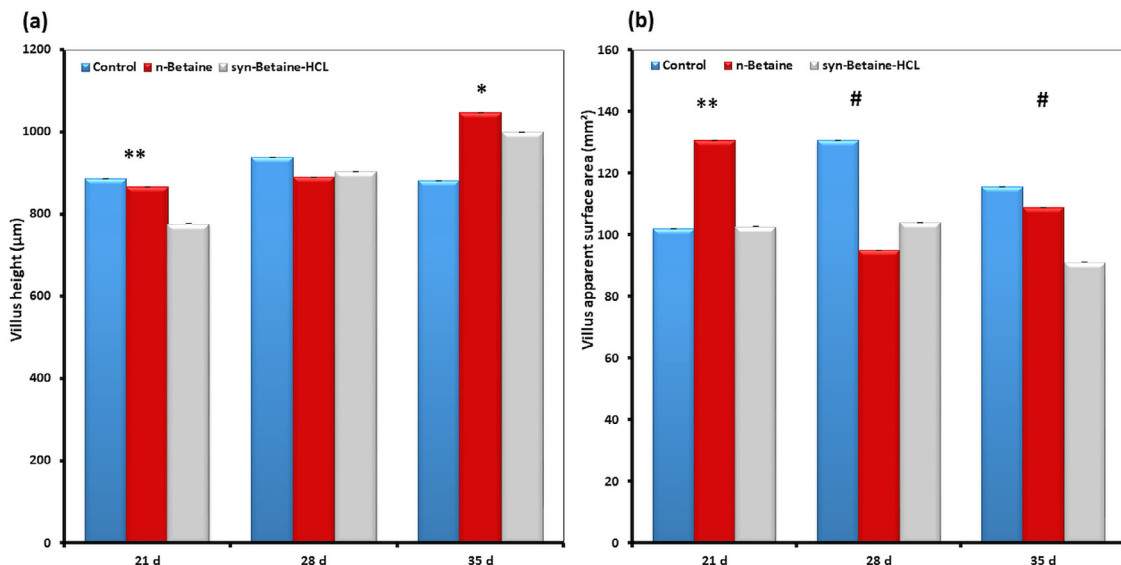 (a)
1200
1000
800
600
400
200
0
Villus height (µm)
Control n-Betaine syn-Betaine-HCL
**
*
21 d 28 d 35 d
(b)
160
140
120
100
80
60
40
20
0
Villus apparent surface area (mm²)
Control n-Betaine syn-Betaine-HCL
**
#
#
21 d 28 d 35 d